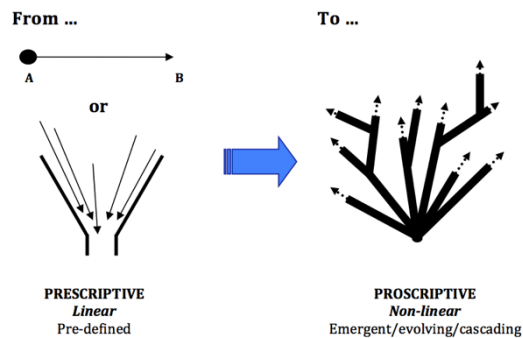 From ...
A
B
or
PRESCRIPTIVE
Linear
Pre-defined
To ...
PROSCRIPTIVE
Non-linear
Emergent/evolving/cascading